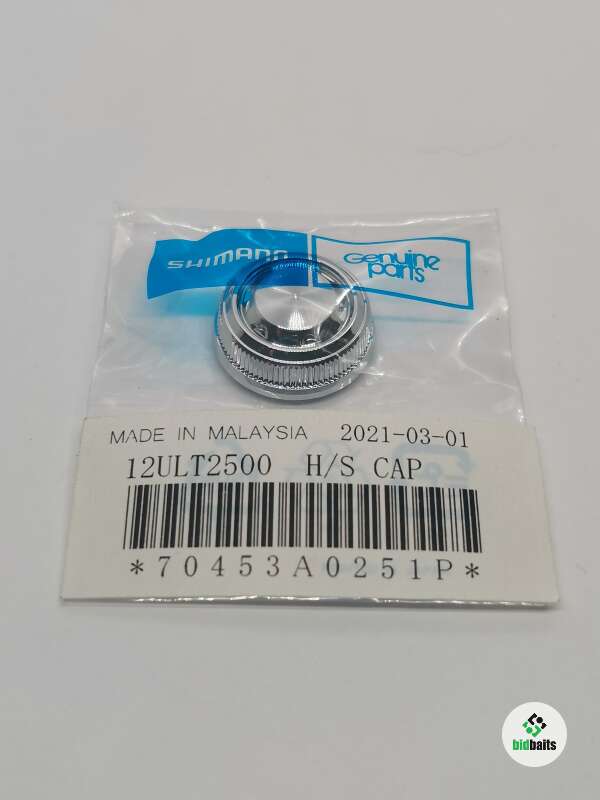 SHIMANO
Genuine
parts
MADE IN MALAYSIA 2021-03-01
12ULT2500 H/S CAP
*70453A0251P*
bidbaits